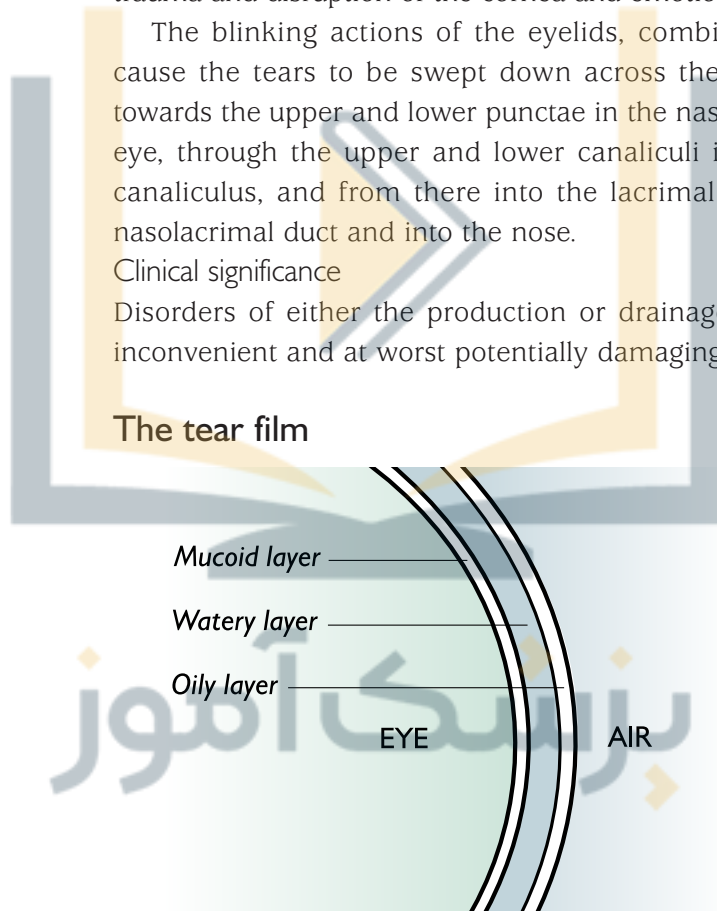 The blinking actions of the eyelids, combi
cause the tears to be swept down across the
towards the upper and lower punctae in the nas
eye, through the upper and lower canaliculi i
canaliculus, and from there into the lacrimal
nasolacrimal duct and into the nose.
Clinical significance
Disorders of either the production or drainag
inconvenient and at worst potentially damaging
The tear film
Mucoid layer
Watery layer
Oily layer
EYE
AIR
پزشک آموز